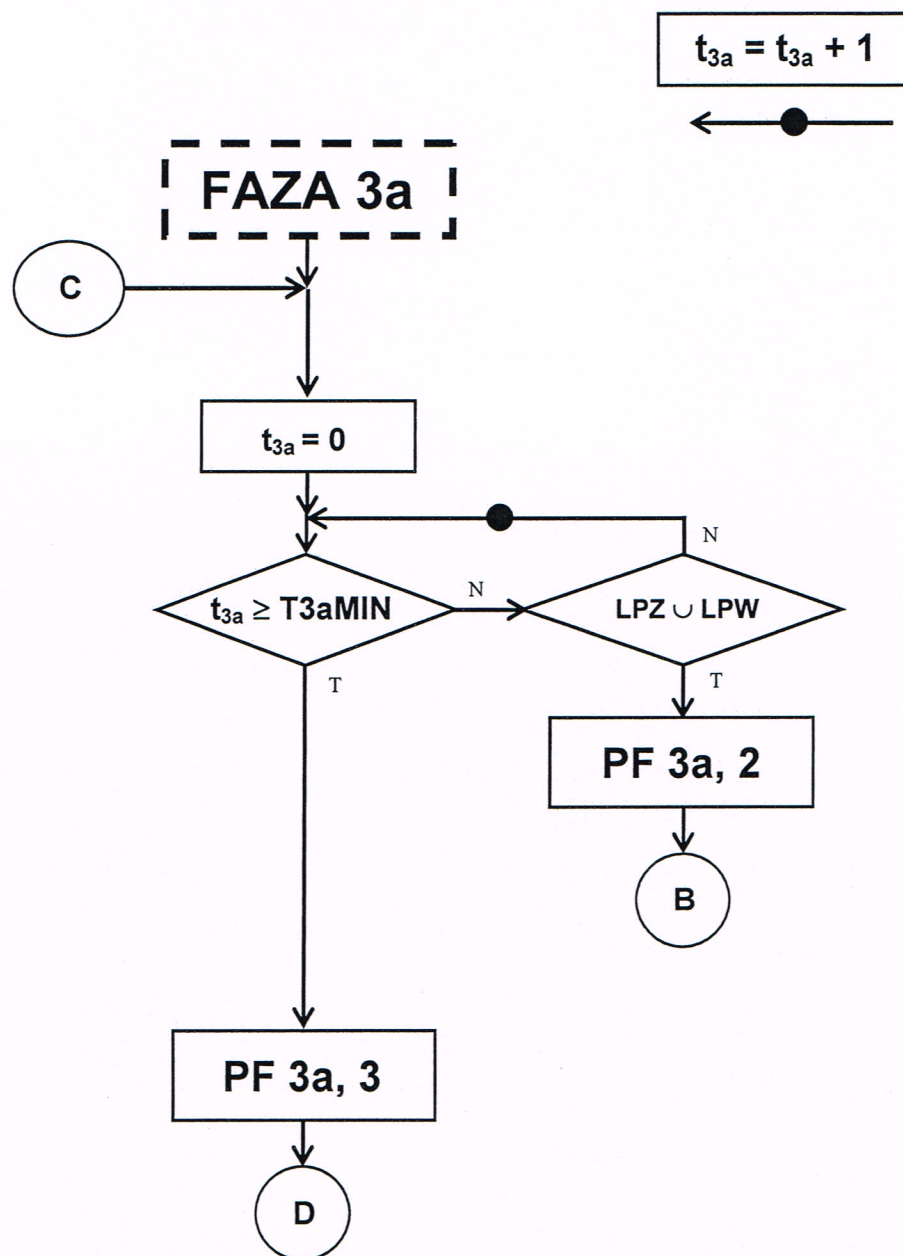 t3a = t3a + 1
FAZA 3a
C
t3a = 0
N
t3a ≥ T3aMIN
N
LPZ ∪ LPW
T
T
PF 3a, 2
B
PF 3a, 3
D